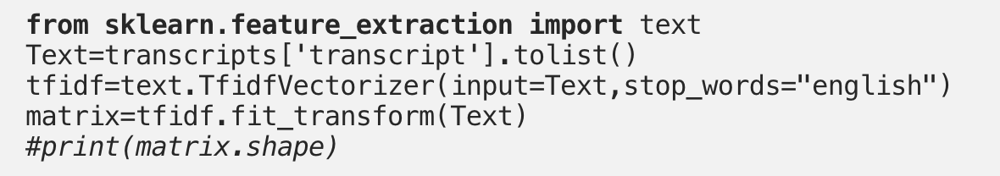 from sklearn.feature_extraction import text
Text=transcripts['transcript'].tolist()
tfidf=text.TfidfVectorizer(input=Text,stop_words="english")
matrix=tfidf.fit_transform(Text)
#print(matrix.shape)